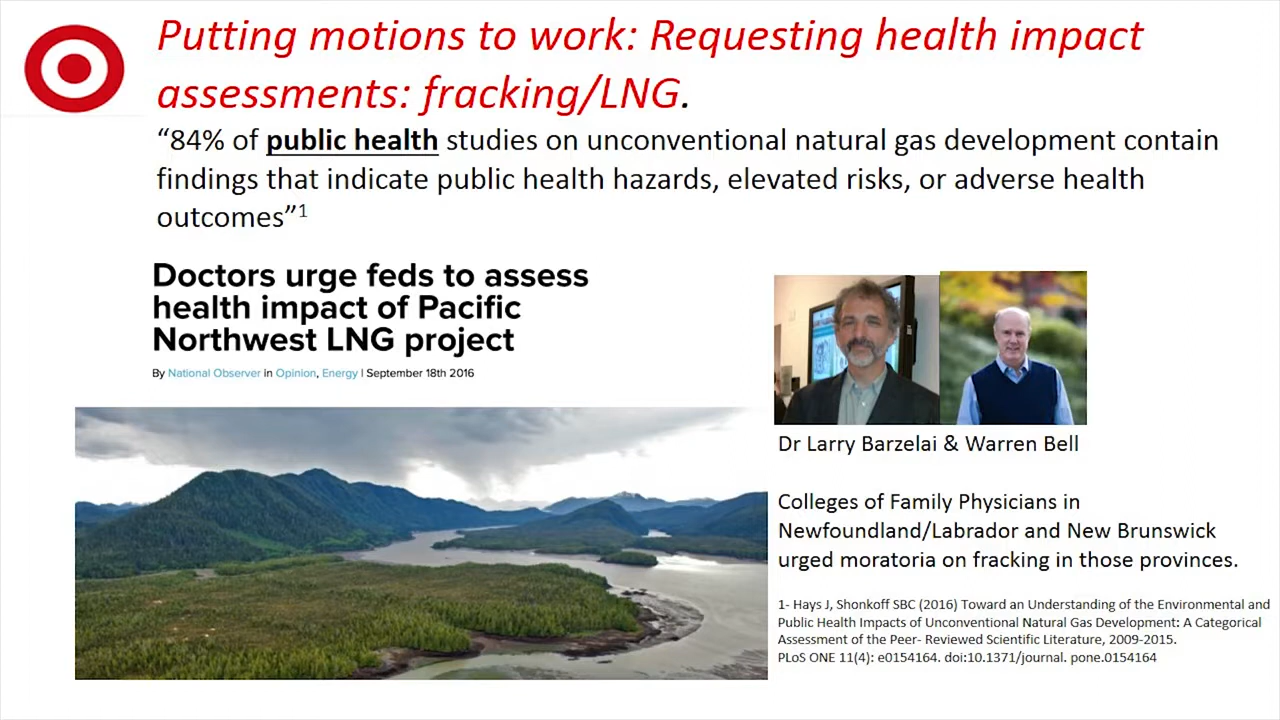 Putting motions to work: Requesting health impact
assessments: fracking/LNG.
“84% of public health studies on unconventional natural gas development contain
findings that indicate public health hazards, elevated risks, or adverse health
outcomes”1
Doctors urge feds to assess
health impact of Pacific
Northwest LNG project
By National Observer in Opinion, Energy | September 18th 2016
Dr Larry Barzelai & Warren Bell
Colleges of Family Physicians in
Newfoundland/Labrador and New Brunswick
urged moratoria on fracking in those provinces.
1- Hays J, Shonkoff SBC (2016) Toward an Understanding of the Environmental and
Public Health Impacts of Unconventional Natural Gas Development: A Categorical
Assessment of the Peer- Reviewed Scientific Literature, 2009-2015.
PLoS ONE 11(4): e0154164. doi:10.1371/journal. pone.0154164